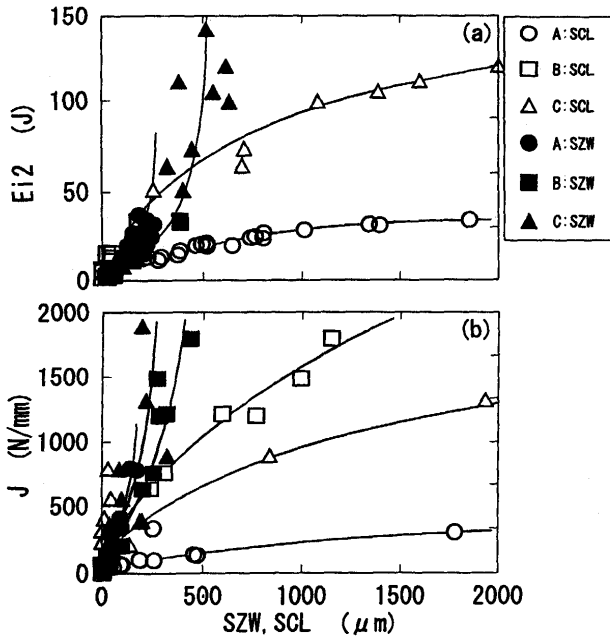 150
(a)
100
Ei2 (J)
50
0
A:SCL
B:SCL
C:SCL
A:SZW
B:SZW
C:SZW
2000
(b)
1500
1000
J (N/mm)
500
0
0 500 1000 1500 2000
SZW, SCL (μm)